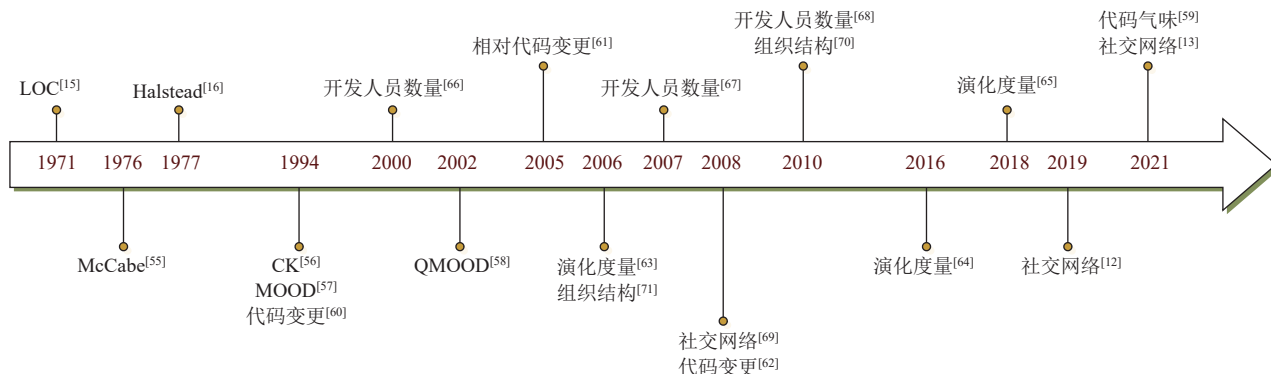 开发人员数量[68]
组织结构[70]
代码气味[59]
社交网络[13]
相对代码变更[61]
LOC[15]
Halstead[16]
开发人员数量[66]
开发人员数量[67]
演化度量[65]
1971 1976 1977 1994 2000 2002 2005 2006 2007 2008 2010 2016 2018 2019 2021
McCabe[55]
CK[56]
MOOD[57]
代码变更[60]
QMOOD[58]
演化度量[63]
组织结构[71]
演化度量[64]
社交网络[12]
社交网络[69]
代码变更[62]